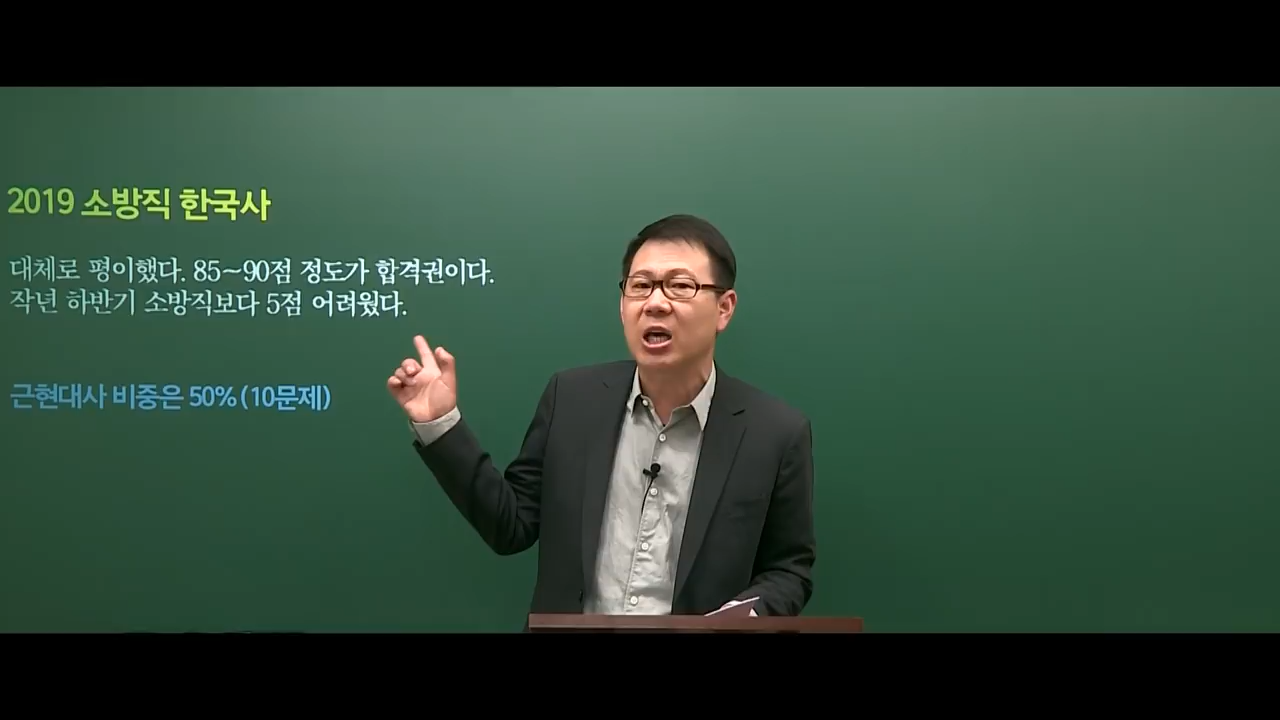 2019 소방직 한국사
대체로 평이했다. 85~90점 정도가 합격권이다.
작년 하반기 소방직보다 5점 어려웠다.
근현대사 비중은 50% (10문제)